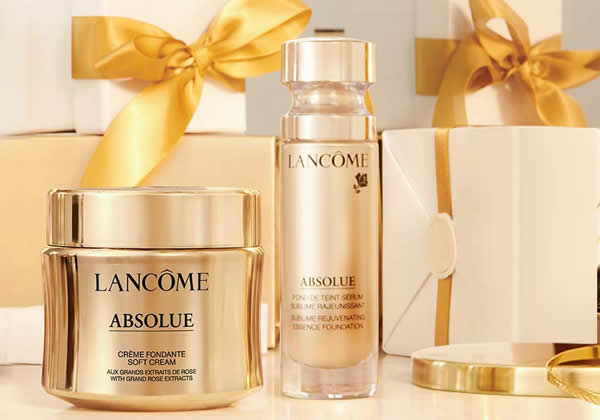 LANCÔME
ABSOLUE
CRÈME FONDANTE
SOFT CREAM
AUX GRANDS EXTRAITS DE ROSE
WITH GRAND ROSE EXTRACTS
LANCÔME
ABSOLUE
FOND DE TEINT SÉRUM
SUBLIME RAJEUNISSANT
SUBLIME REJUVENATING
ESSENCE FOUNDATION